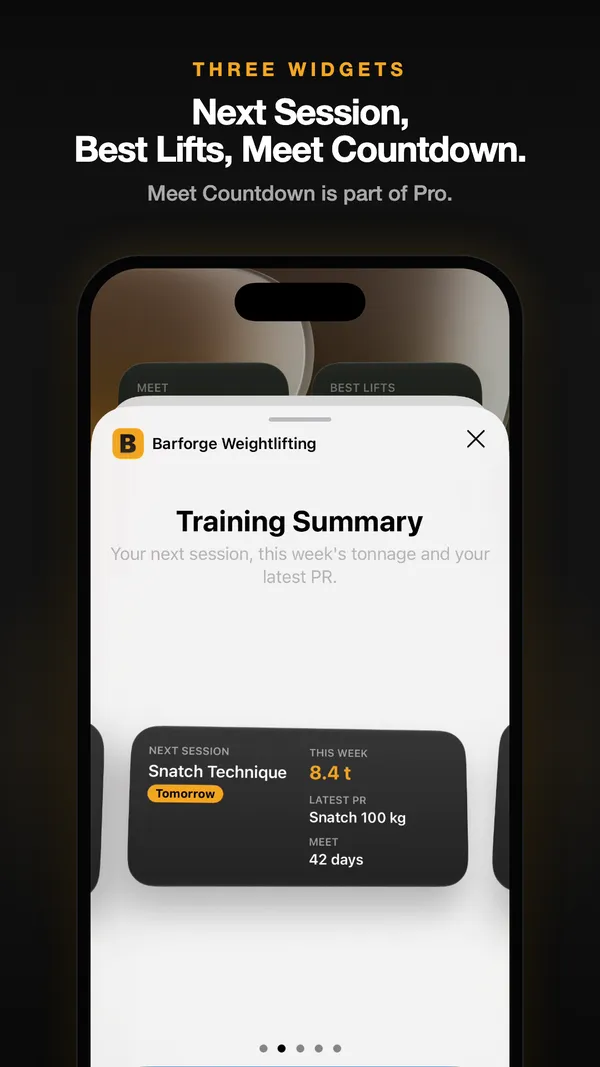 THREE WIDGETS
Next Session,
Best Lifts, Meet Countdown.
Meet Countdown is part of Pro.
MEET
BEST LIFTS
B
Barforge Weightlifting
Training Summary
Your next session, this week's tonnage and your
latest PR.
NEXT SESSION
Snatch Technique
Tomorrow
THIS WEEK
8.4 t
LATEST PR
Snatch 100 kg
MEET
42 days